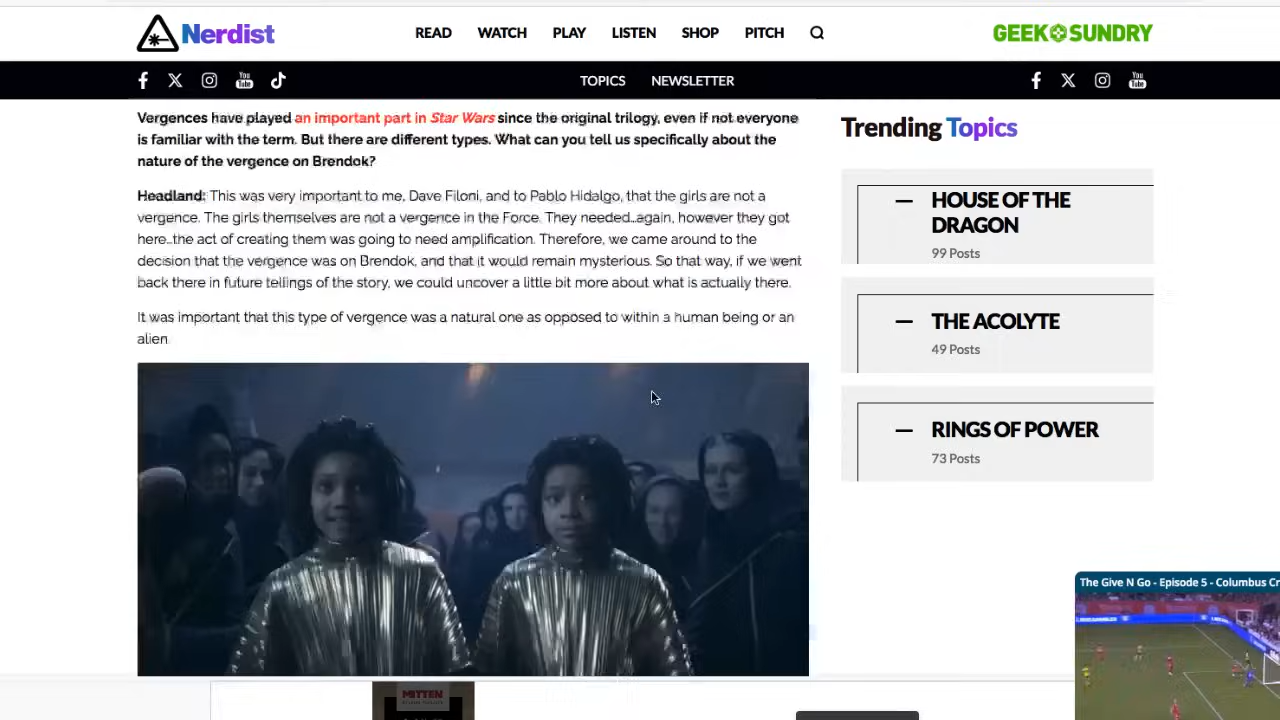 Nerdist
READ WATCH PLAY LISTEN SHOP PITCH
GEEK SUNDRY
TOPICS NEWSLETTER
Vergences have played an important part in Star Wars since the original trilogy, even if not everyone
is familiar with the term. But there are different types. What can you tell us specifically about the
nature of the vergence on Brendok?
Headland: This was very important to me, Dave Filoni, and to Pablo Hidalgo, that the girls are not a
vergence. The girls themselves are not a vergence in the Force. They needed…again, however they got
here…the act of creating them was going to need amplification. Therefore, we came around to the
decision that the vergence was on Brendok, and that it would remain mysterious. So that way, if we went
back there in future tellings of the story, we could uncover a little bit more about what is actually there.
It was important that this type of vergence was a natural one as opposed to within a human being or an
alien.
Trending Topics
HOUSE OF THE
DRAGON
99 Posts
THE ACOLYTE
49 Posts
RINGS OF POWER
73 Posts
The Give N Go - Episode 5 - Columbus Cr
MITTEN